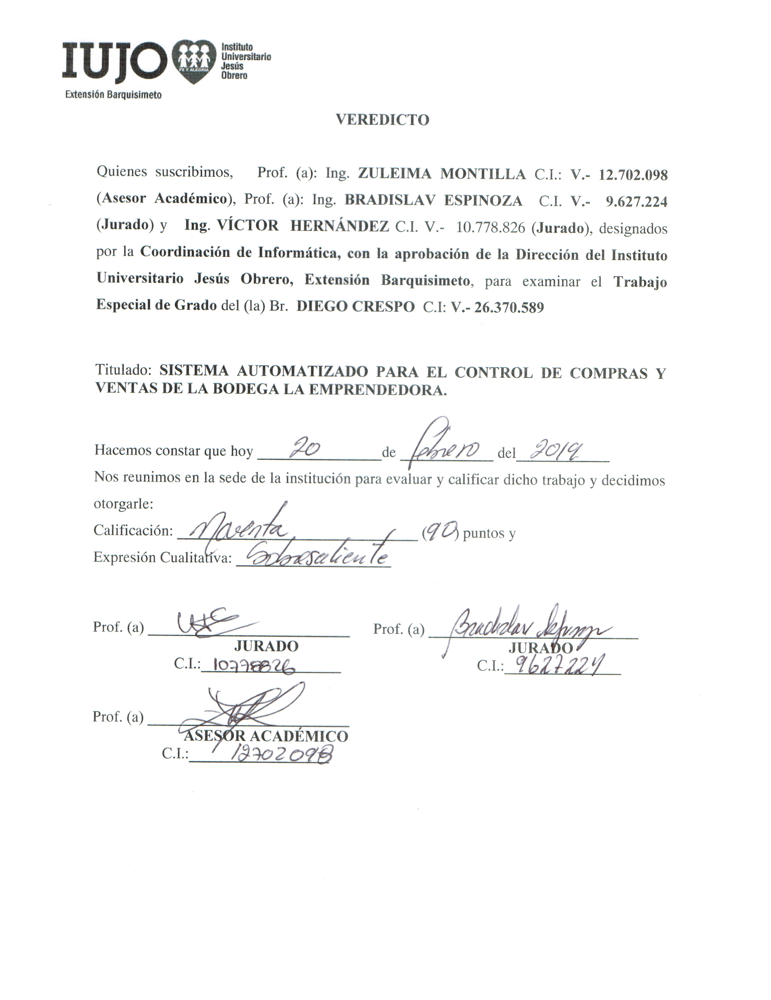 IUJO
FE Y ALEGRIA
Instituto
Universitario
Jesús
Obrero
Extensión Barquisimeto
VEREDICTO
Quienes suscribimos, Prof. (a): Ing. ZULEIMA MONTILLA C.I.: V.- 12.702.098
(Asesor Académico), Prof. (a): Ing. BRADISLAV ESPINOZA C.I. V.- 9.627.224
(Jurado) y Ing. VÍCTOR HERNÁNDEZ C.I. V.- 10.778.826 (Jurado), designados
por la Coordinación de Informática, con la aprobación de la Dirección del Instituto
Universitario Jesús Obrero, Extensión Barquisimeto, para examinar el Trabajo
Especial de Grado del (la) Br. DIEGO CRESPO C.I: V.- 26.370.589
Titulado: SISTEMA AUTOMATIZADO PARA EL CONTROL DE COMPRAS Y
VENTAS DE LA BODEGA LA EMPRENDEDORA.
Hacemos constar que hoy 20 de febrero del 2019
Nos reunimos en la sede de la institución para evaluar y calificar dicho trabajo y decidimos
otorgarle:
Calificación: Noventa (90) puntos y
Expresión Cualitativa: Sobresaliente
Prof. (a) Prof. (a) Bradislav
JURADO JURADO
C.I.: 10778826 C.I.: 9627224
Prof. (a)
ASESOR ACADÉMICO
C.I.: 12702098